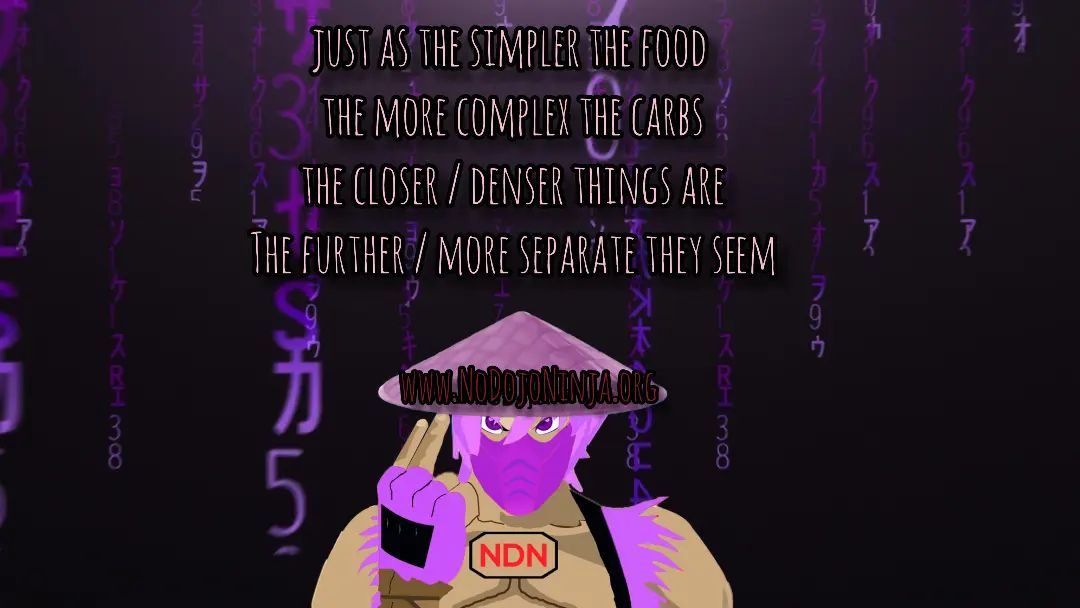 just as the simpler the food
the more complex the carbs
the closer / denser things are
The further / more separate they seem
www.NoDojoNinja.org
NDN